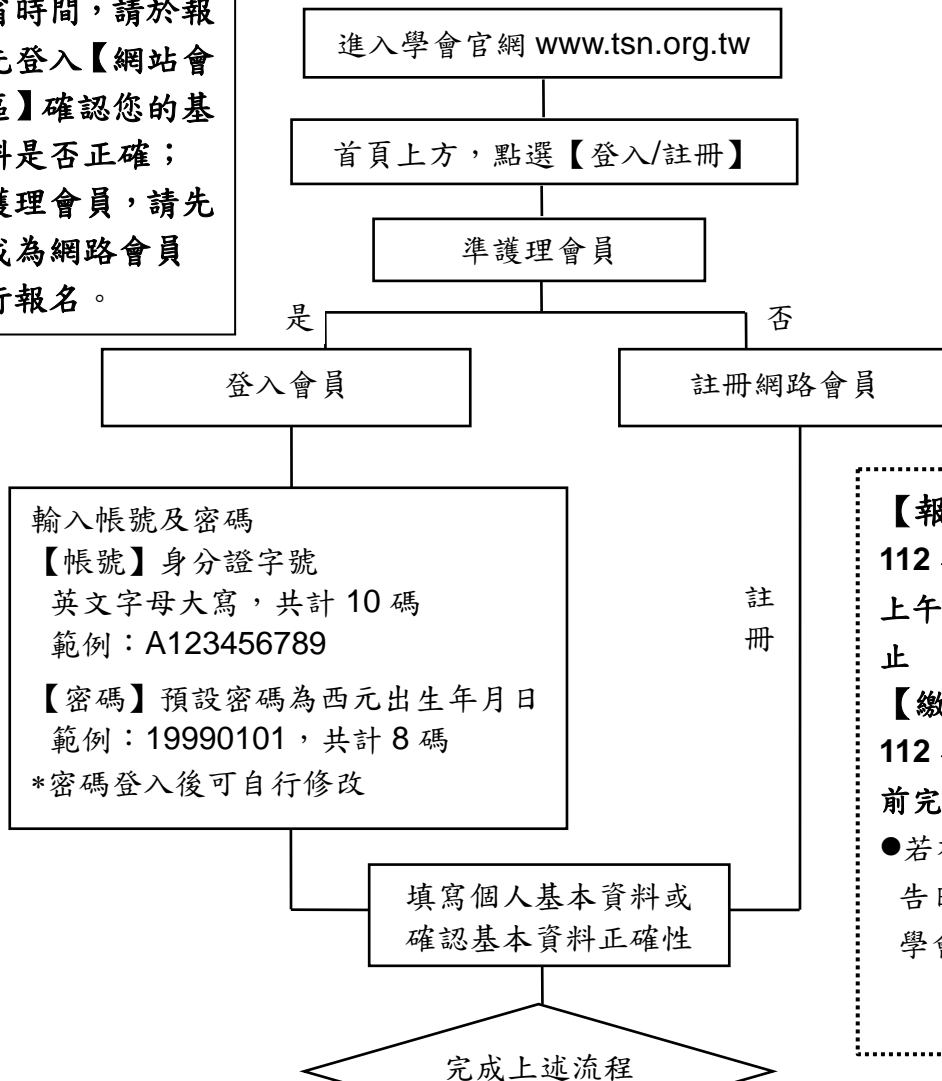 時間，請於報
登入【網站會
】確認您的基
料是否正確；
護理會員，請先
成為網路會員
行報名。
進入學會官網 www.tsn.org.tw
首頁上方，點選【登入/註冊】
準護理會員
是
否
登入會員
註冊網路會員
輸入帳號及密碼
【帳號】身分證字號
英文字母大寫，共計 10 碼
範例：A123456789
【密碼】預設密碼為西元出生年月日
範例：19990101，共計 8 碼
*密碼登入後可自行修改
註
冊
【報
112
上午
止
【繳
112
前完
●若
告
學會
填寫個人基本資料或
確認基本資料正確性
完成上述流程